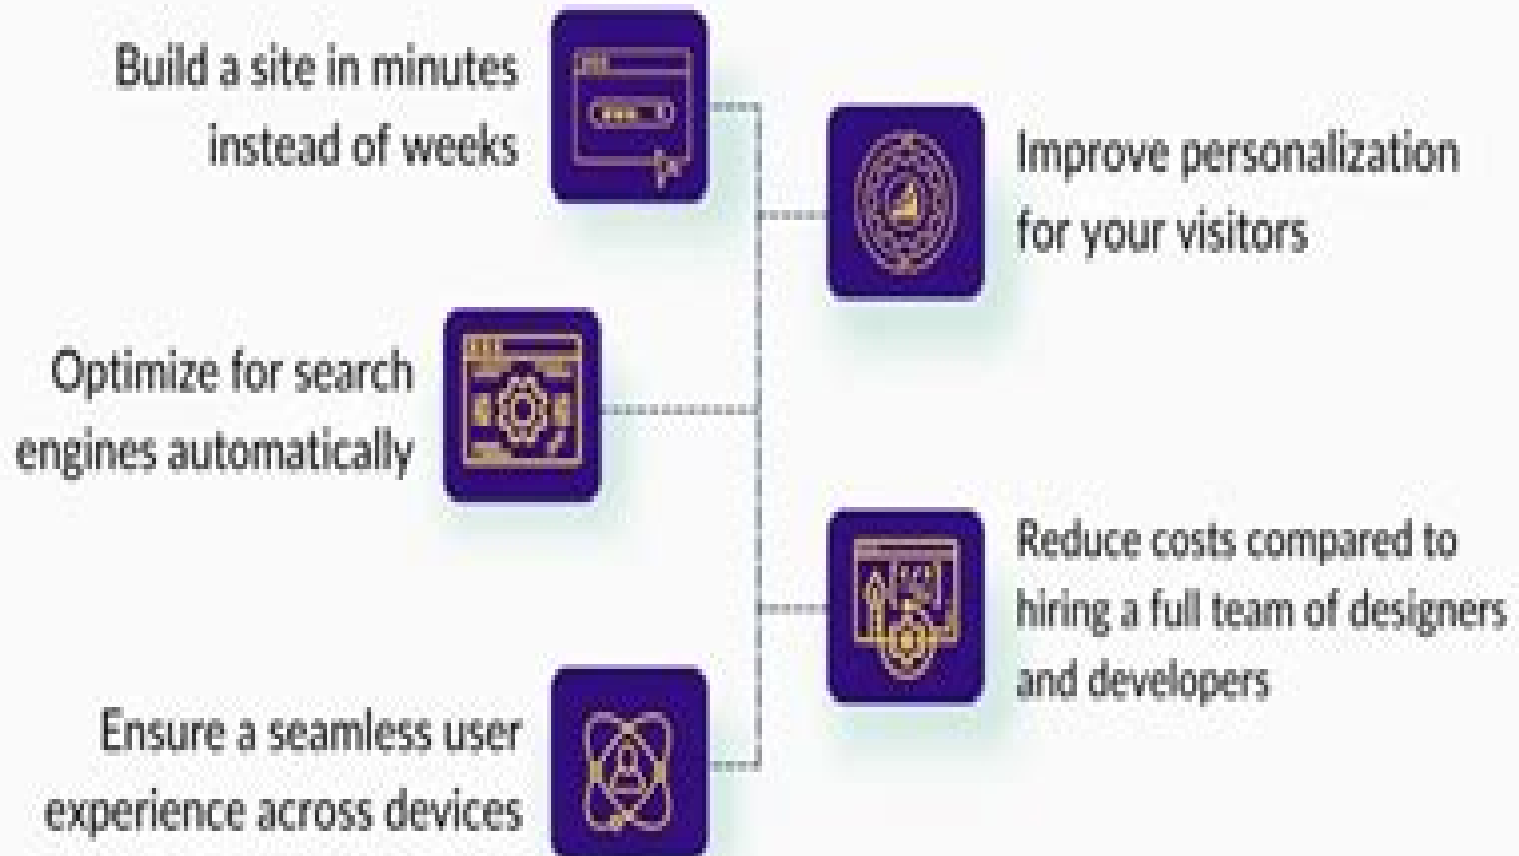 Build a site in minutes
instead of weeks
Improve personalization
for your visitors
Optimize for search
engines automatically
Reduce costs compared to
hiring a full team of designers
and developers
Ensure a seamless user
experience across devices